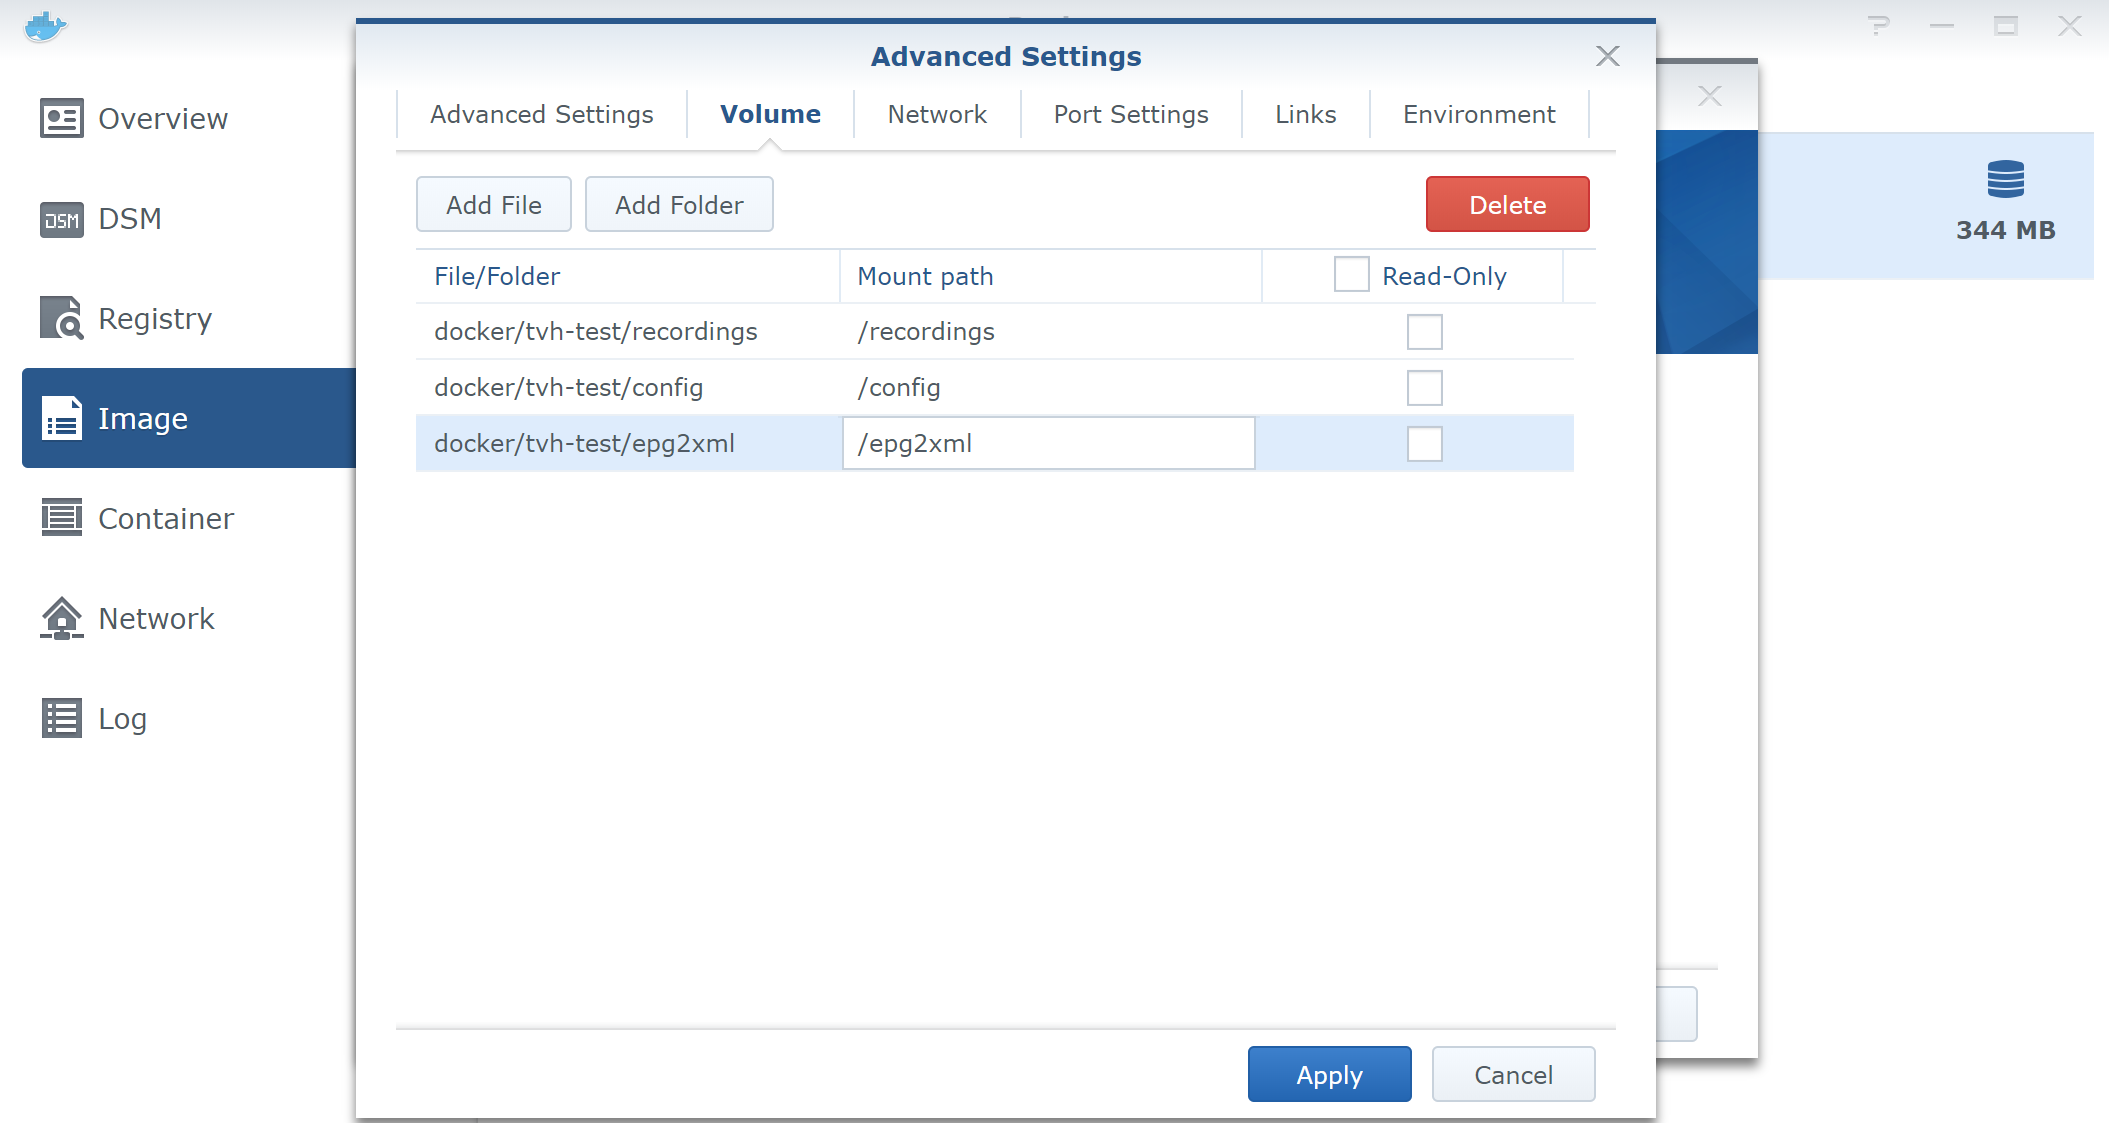 Advanced Settings
Overview
DSM
Registry
Image
Container
Network
Log
Advanced Settings Volume Network Port Settings Links Environment
Add File Add Folder Delete
File/Folder Mount path Read-Only
docker/tvh-test/recordings /recordings
docker/tvh-test/config /config
docker/tvh-test/epg2xml /epg2xml
Apply Cancel
344 MB